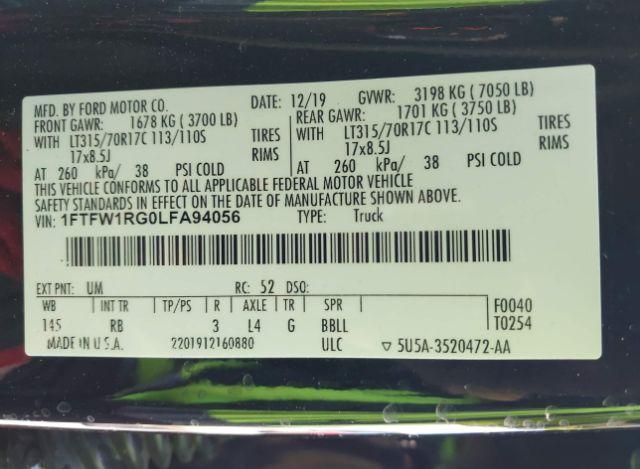 MFD. BY FORD MOTOR CO. DATE: 12/19 GVWR: 3198 KG ( 7050 LB)
FRONT GAWR: 1678 KG ( 3700 LB) REAR GAWR: 1701 KG ( 3750 LB)
WITH LT315/70R17C 113/110S TIRES WITH LT315/70R17C 113/110S TIRES
17x8.5J RIMS 17x8.5J RIMS
AT 260 kPa/ 38 PSI COLD AT 260 kPa/ 38 PSI COLD
THIS VEHICLE CONFORMS TO ALL APPLICABLE FEDERAL MOTOR VEHICLE
SAFETY STANDARDS IN EFFECT ON THE DATE OF MANUFACTURE SHOWN ABOVE.
VIN: 1FTFW1RG0LFA94056 TYPE: Truck
EXT PNT: UM RC: 52 DSO:
WB INT TR TP/PS R AXLE TR SPR F0040
145 RB 3 L4 G BBLL T0254
MADE IN U.S.A. 2201912160880 ULC ▽ 5U5A-3520472-AA